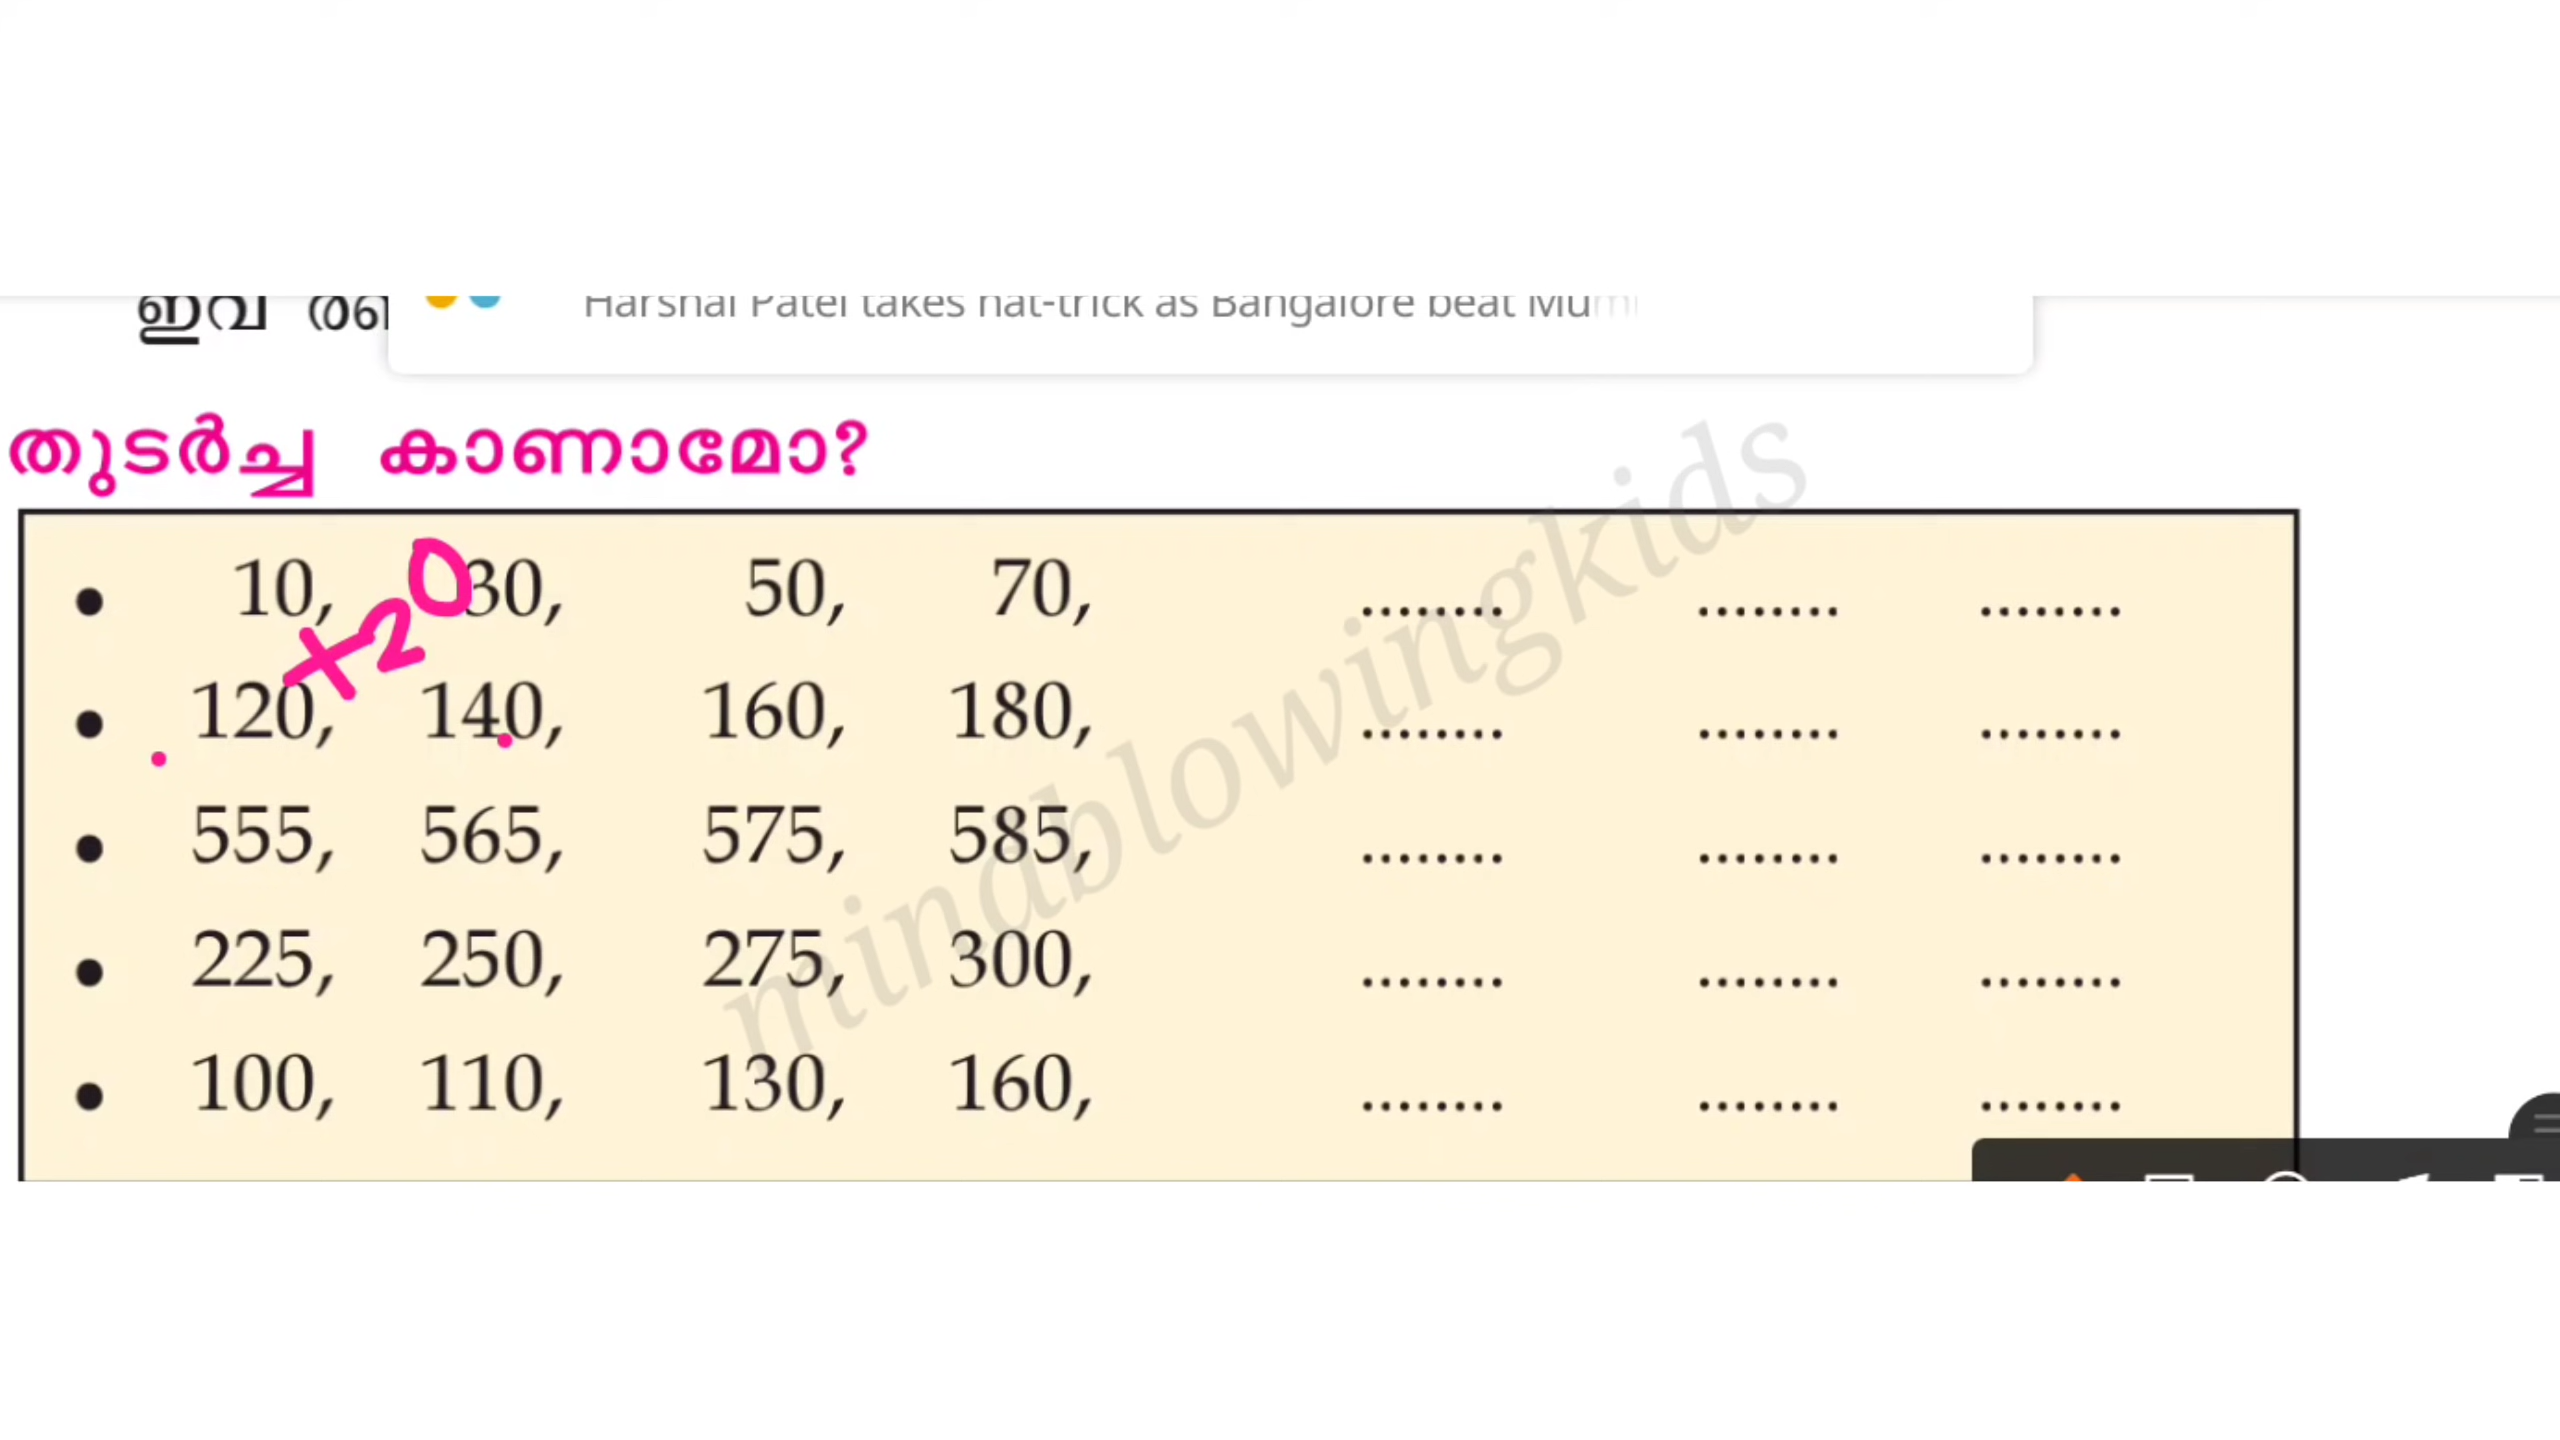 ഇവ
Harshal Patel takes hat-trick as Bangalore beat
തുടർച്ച കാണാമോ?
• 10, 30, 50, 70, ........ ........ ........
+20
• 120, 140, 160, 180, ........ ........ ........
• 555, 565, 575, 585, ........ ........ ........
• 225, 250, 275, 300, ........ ........ ........
• 100, 110, 130, 160, ........ ........ ........
mindblowingkids